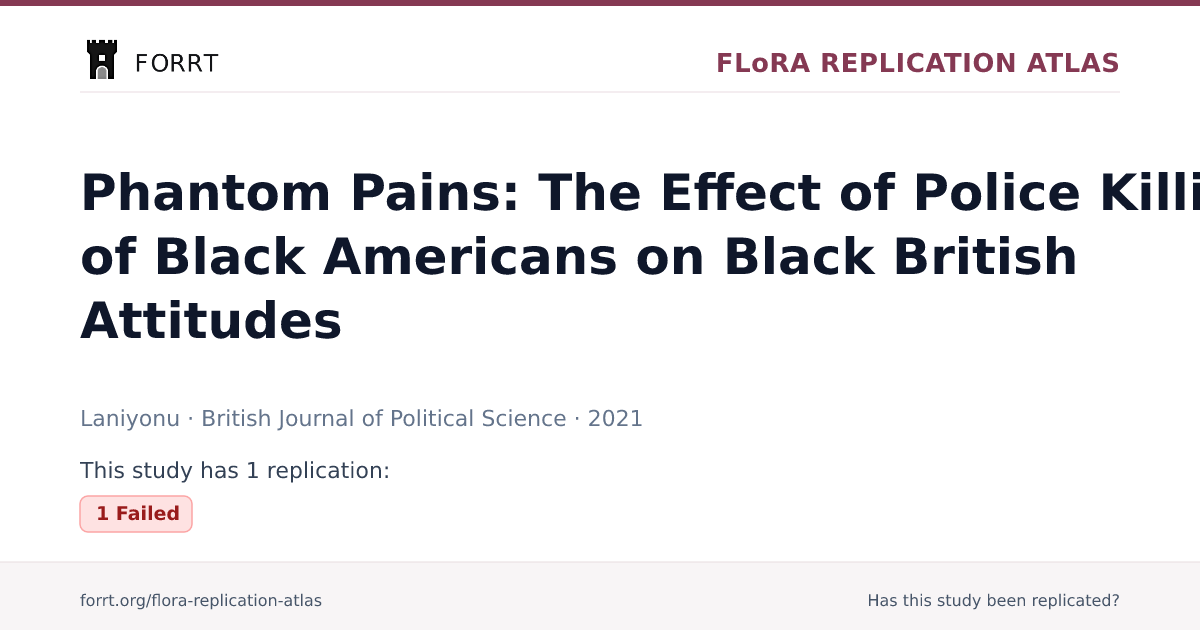 FORRT
FLoRA REPLICATION ATLAS
Phantom Pains: The Effect of Police Killi
of Black Americans on Black British
Attitudes
Laniyonu · British Journal of Political Science · 2021
This study has 1 replication:
1 Failed
forrt.org/flora-replication-atlas
Has this study been replicated?